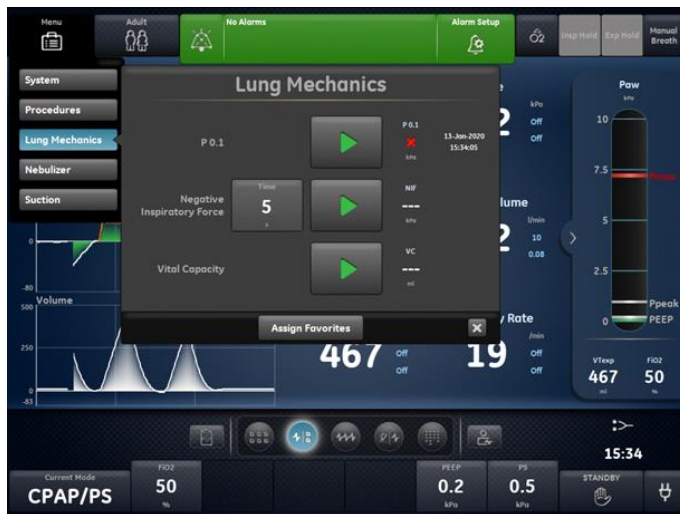 Menu
Adult
No Alarms
Alarm Setup
O2
Insp Hold
Exp Hold
Manual
Breath
System
Procedures
Lung Mechanics
Nebulizer
Suction
Lung Mechanics
P 0.1
P 0.1
kPa
13-Jan-2020
15:34:05
Negative
Inspiratory Force
Time
5
s
NIF
---
kPa
Vital Capacity
VC
---
ml
Assign Favorites
kPa
Off
Off
lume
l/min
10
0.08
Rate
/min
467
Off
Off
19
Off
Off
0
-80
Volume
500
250
0
-83
Paw
kPa
10
7.5
5
2.5
0
Ppeak
PEEP
VTexp
467
ml
FiO2
50
%
15:34
Current Mode
CPAP/PS
FiO2
50
%
PEEP
0.2
kPa
PS
0.5
kPa
STANDBY